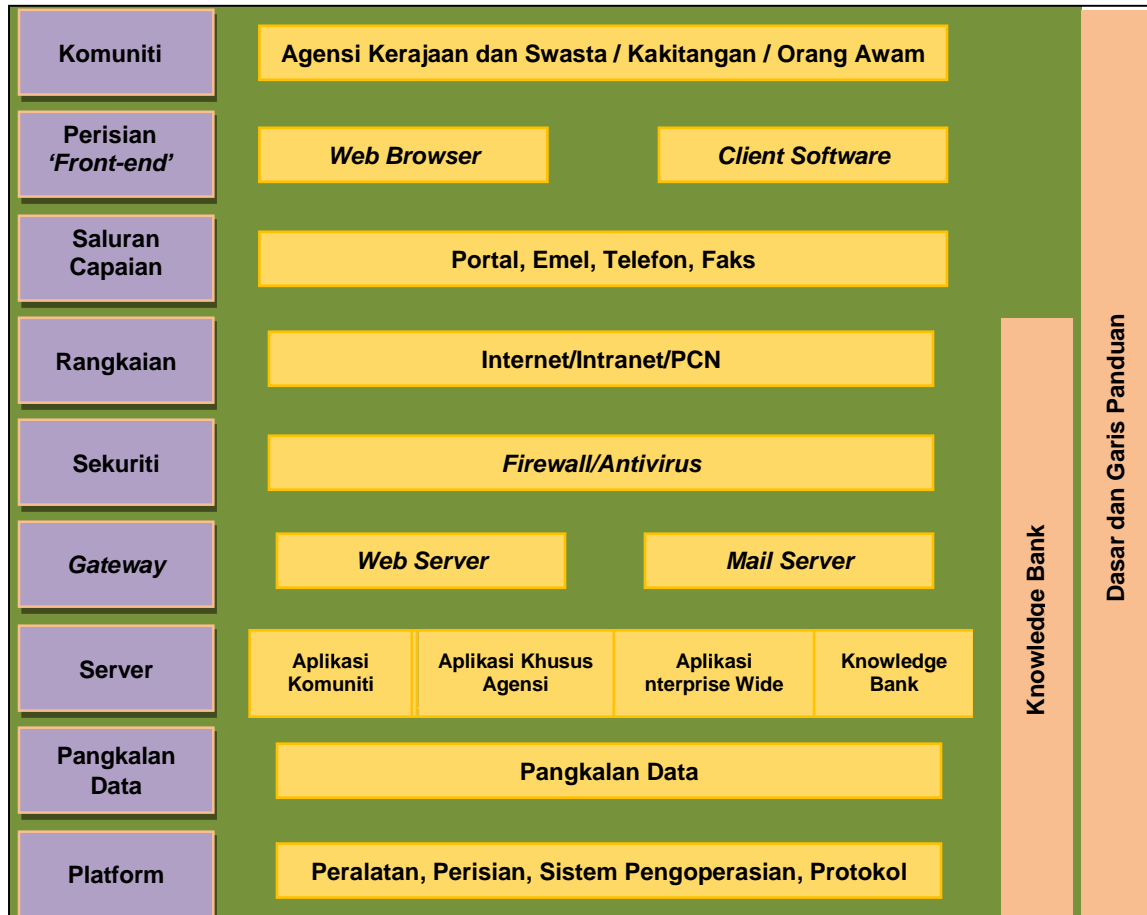 Komuniti
Agensi Kerajaan dan Swasta / Kakitangan / Orang Awam
Perisian
‘Front-end’
Web Browser
Client Software
Saluran
Capaian
Portal, Emel, Telefon, Faks
Rangkaian
Internet/Intranet/PCN
Sekuriti
Firewall/Antivirus
Gateway
Web Server
Mail Server
Server
Aplikasi
Komuniti
Aplikasi Khusus
Agensi
Aplikasi
nterprise Wide
Knowledge
Bank
Pangkalan
Data
Pangkalan Data
Platform
Peralatan, Perisian, Sistem Pengoperasian, Protokol
Knowledge Bank
Dasar dan Garis Panduan